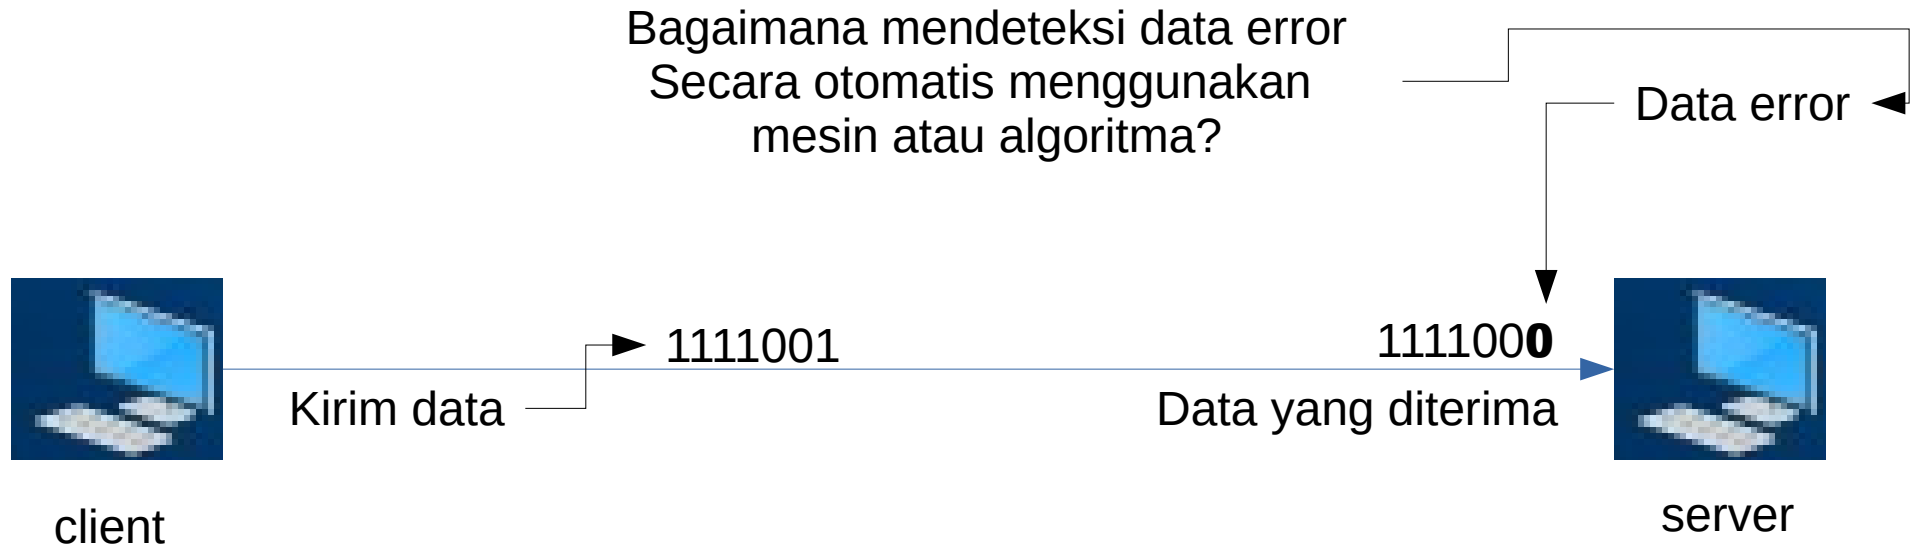 Bagaimana mendeteksi data error
Secara otomatis menggunakan
mesin atau algoritma?
Data error
1111001
1111000
Kirim data
Data yang diterima
client
server